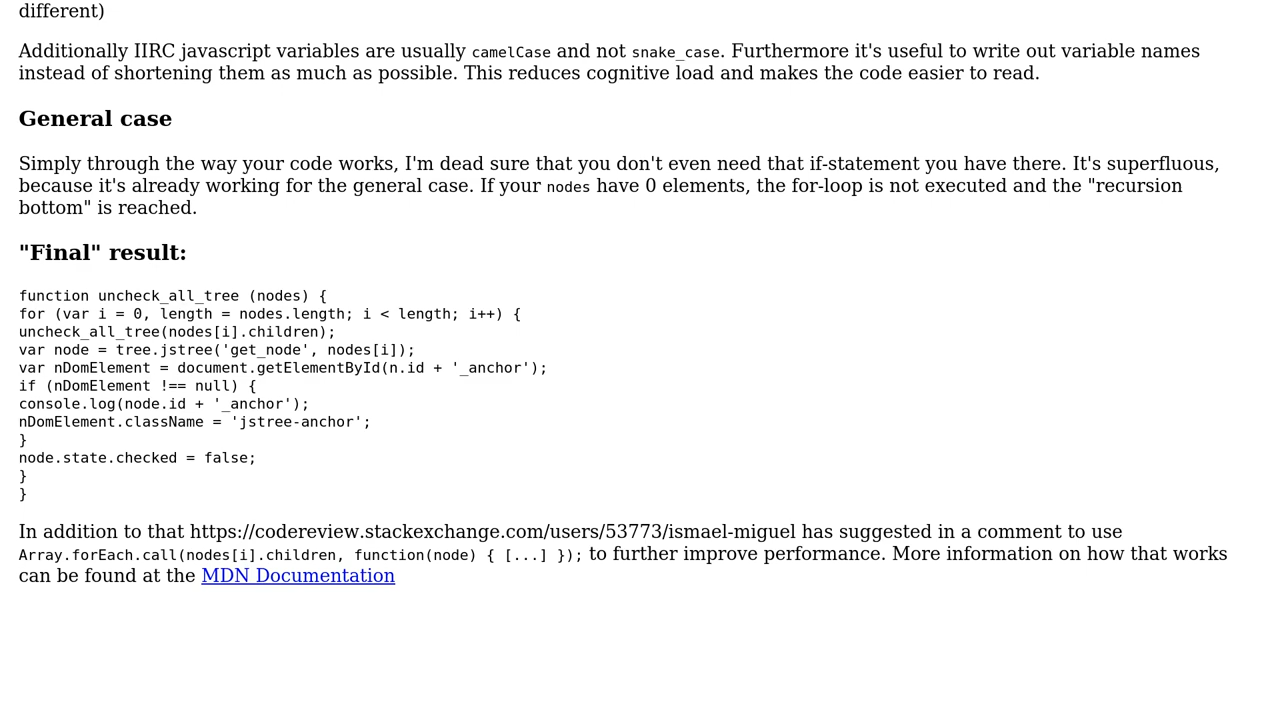 different)
Additionally IIRC javascript variables are usually camelCase and not snake_case. Furthermore it's useful to write out variable names
instead of shortening them as much as possible. This reduces cognitive load and makes the code easier to read.
General case
Simply through the way your code works, I'm dead sure that you don't even need that if-statement you have there. It's superfluous,
because it's already working for the general case. If your nodes have 0 elements, the for-loop is not executed and the "recursion
bottom" is reached.
"Final" result:
function uncheck_all_tree (nodes) {
for (var i = 0, length = nodes.length; i < length; i++) {
uncheck_all_tree(nodes[i].children);
var node = tree.jstree('get_node', nodes[i]);
var nDomElement = document.getElementById(n.id + '_anchor');
if (nDomElement !== null) {
console.log(node.id + '_anchor');
nDomElement.className = 'jstree-anchor';
}
node.state.checked = false;
}
}
In addition to that https://codereview.stackexchange.com/users/53773/ismael-miguel has suggested in a comment to use
Array.forEach.call(nodes[i].children, function(node) { [...] }); to further improve performance. More information on how that works
can be found at the MDN Documentation